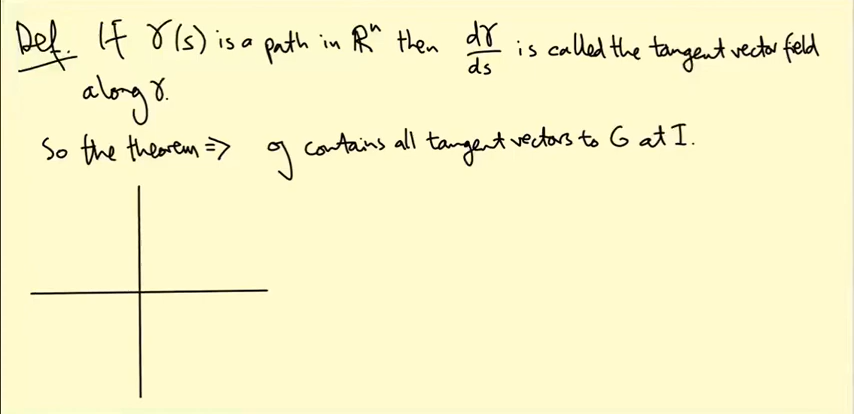 Def. If γ(s) is a path in ℝⁿ then dγ/ds is called the tangent vector field
along γ.
So the theorem ⇒ 𝔤 contains all tangent vectors to G at I.